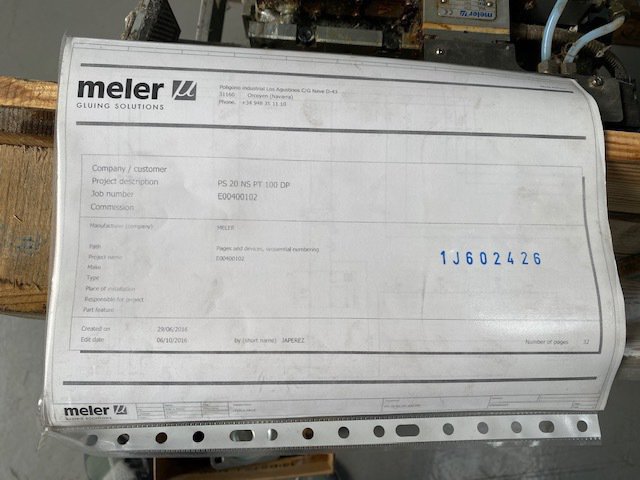 meler
meler
GLUING SOLUTIONS
Polígono Industrial Los Agustinos C/G Nave D-43
31160 Orcoyen (Navarra)
Phone. +34 948 35 11 10
Company / customer
Project description PS 20 NS PT 100 DP
Job number E00400102
Commission
Manufacturer (company) MELER
Path Pages and devices, sequential numbering
Project name E00400102
Make
Type
Place of installation
Responsible for project
Part feature
1J602426
Created on 29/06/2016
Edit date 06/10/2016 by (short name) JAPEREZ Number of pages 32
meler
GLUING SOLUTIONS